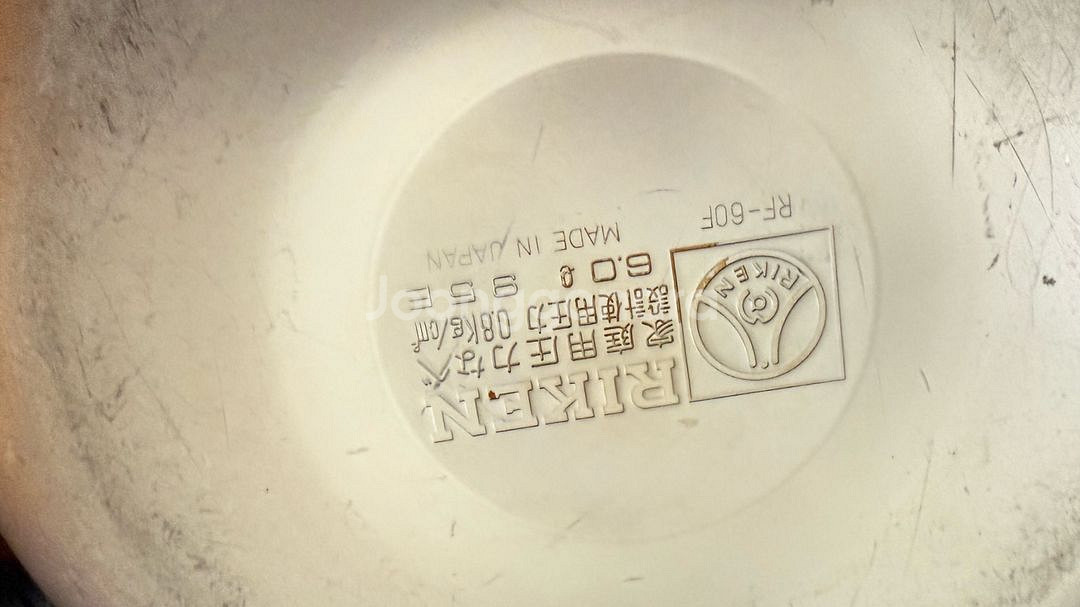 RIKEN
RIKEN
家庭用圧力なべ
設計使用圧力 0.8Kg/cm²
6.0ℓ
MADE IN JAPAN
RF-60F